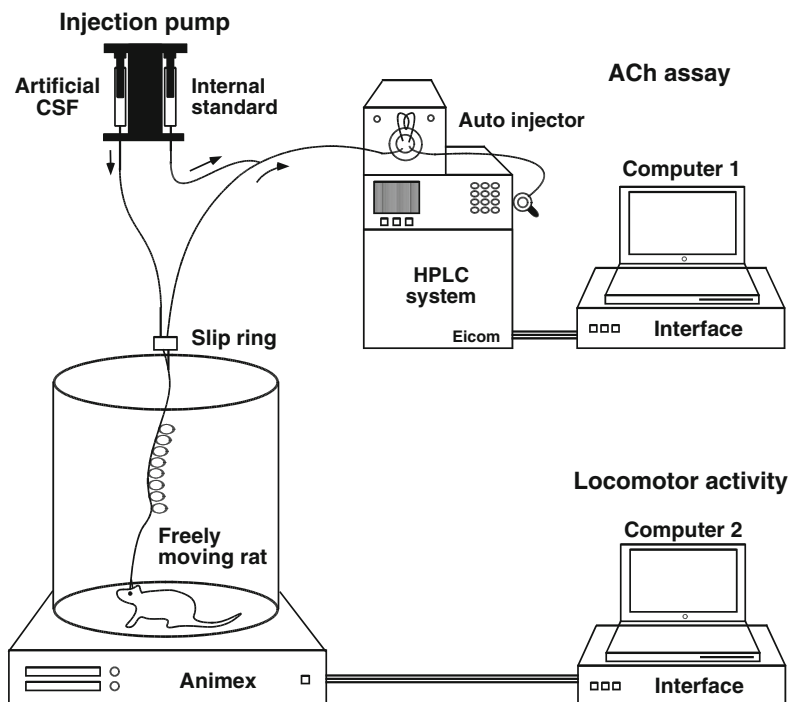 Injection pump
Artificial
CSF
Internal
standard
ACh assay
Auto injector
Computer 1
HPLC
system
Eicom
Interface
Slip ring
Locomotor activity
Freely
moving rat
Computer 2
Animex
Interface